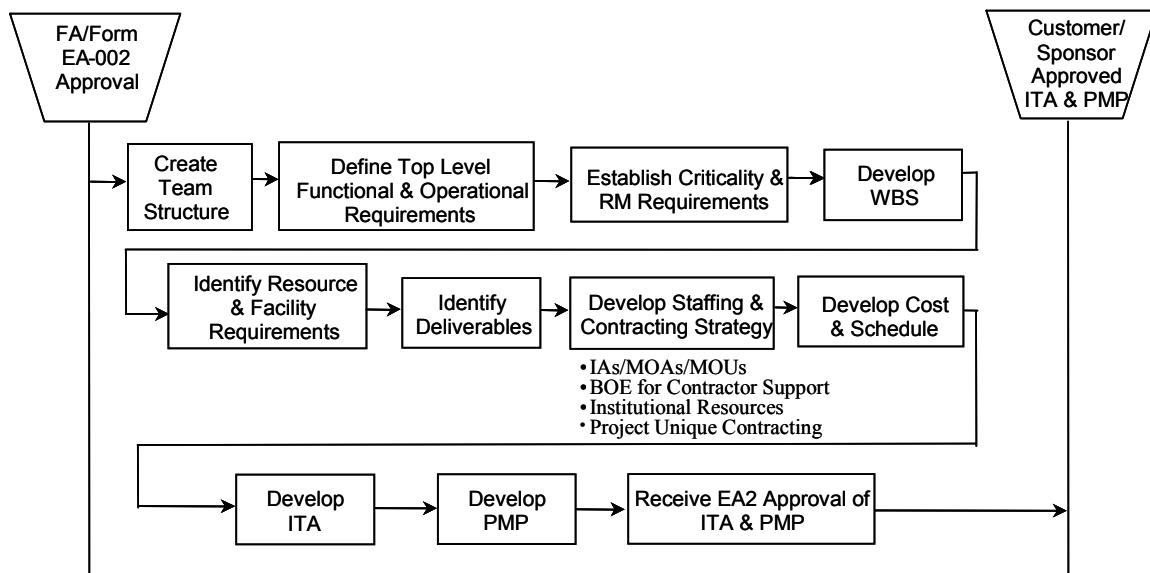 FA/Form
EA-002
Approval
Customer/
Sponsor
Approved
ITA & PMP
Create
Team
Structure
Define Top Level
Functional & Operational
Requirements
Establish Criticality &
RM Requirements
Develop
WBS
Identify Resource
& Facility
Requirements
Identify
Deliverables
Develop Staffing &
Contracting Strategy
Develop Cost
& Schedule
• IAs/MOAs/MOUs
• BOE for Contractor Support
• Institutional Resources
• Project Unique Contracting
Develop
ITA
Develop
PMP
Receive EA2 Approval of
ITA & PMP